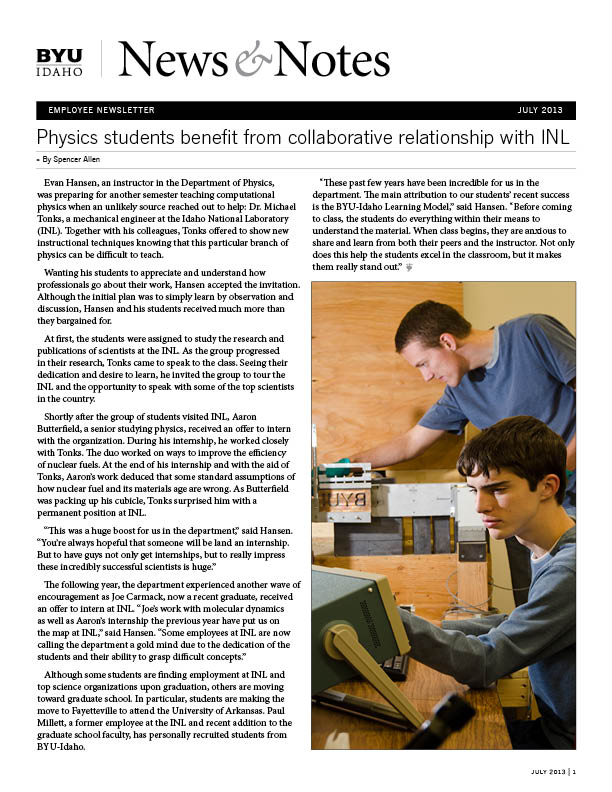 BYU
IDAHO
News & Notes
EMPLOYEE NEWSLETTER
JULY 2013
Physics students benefit from collaborative relationship with INL
» By Spencer Allen
Evan Hansen, an instructor in the Department of Physics,
was preparing for another semester teaching computational
physics when an unlikely source reached out to help: Dr. Michael
Tonks, a mechanical engineer at the Idaho National Laboratory
(INL). Together with his colleagues, Tonks offered to show new
instructional techniques knowing that this particular branch of
physics can be difficult to teach.
Wanting his students to appreciate and understand how
professionals go about their work, Hansen accepted the invitation.
Although the initial plan was to simply learn by observation and
discussion, Hansen and his students received much more than
they bargained for.
At first, the students were assigned to study the research and
publications of scientists at the INL. As the group progressed
in their research, Tonks came to speak to the class. Seeing their
dedication and desire to learn, he invited the group to tour the
INL and the opportunity to speak with some of the top scientists
in the country.
Shortly after the group of students visited INL, Aaron
Butterfield, a senior studying physics, received an offer to intern
with the organization. During his internship, he worked closely
with Tonks. The duo worked on ways to improve the efficiency
of nuclear fuels. At the end of his internship and with the aid of
Tonks, Aaron's work deduced that some standard assumptions of
how nuclear fuel and its materials age are wrong. As Butterfield
was packing up his cubicle, Tonks surprised him with a
permanent position at INL.
"This was a huge boost for us in the department," said Hansen.
"You're always hopeful that someone will be land an internship.
But to have guys not only get internships, but to really impress
these incredibly successful scientists is huge."
The following year, the department experienced another wave of
encouragement as Joe Carmack, now a recent graduate, received
an offer to intern at INL. "Joe's work with molecular dynamics
as well as Aaron's internship the previous year have put us on
the map at INL," said Hansen. "Some employees at INL are now
calling the department a gold mind due to the dedication of the
students and their ability to grasp difficult concepts."
Although some students are finding employment at INL and
top science organizations upon graduation, others are moving
toward graduate school. In particular, students are making the
move to Fayetteville to attend the University of Arkansas. Paul
Millett, a former employee at the INL and recent addition to the
graduate school faculty, has personally recruited students from
BYU-Idaho.
"These past few years have been incredible for us in the
department. The main attribution to our students' recent success
is the BYU-Idaho Learning Model," said Hansen. "Before coming
to class, the students do everything within their means to
understand the material. When class begins, they are anxious to
share and learn from both their peers and the instructor. Not only
does this help the students excel in the classroom, but it makes
them really stand out."
BYU
JULY 2013 | 1